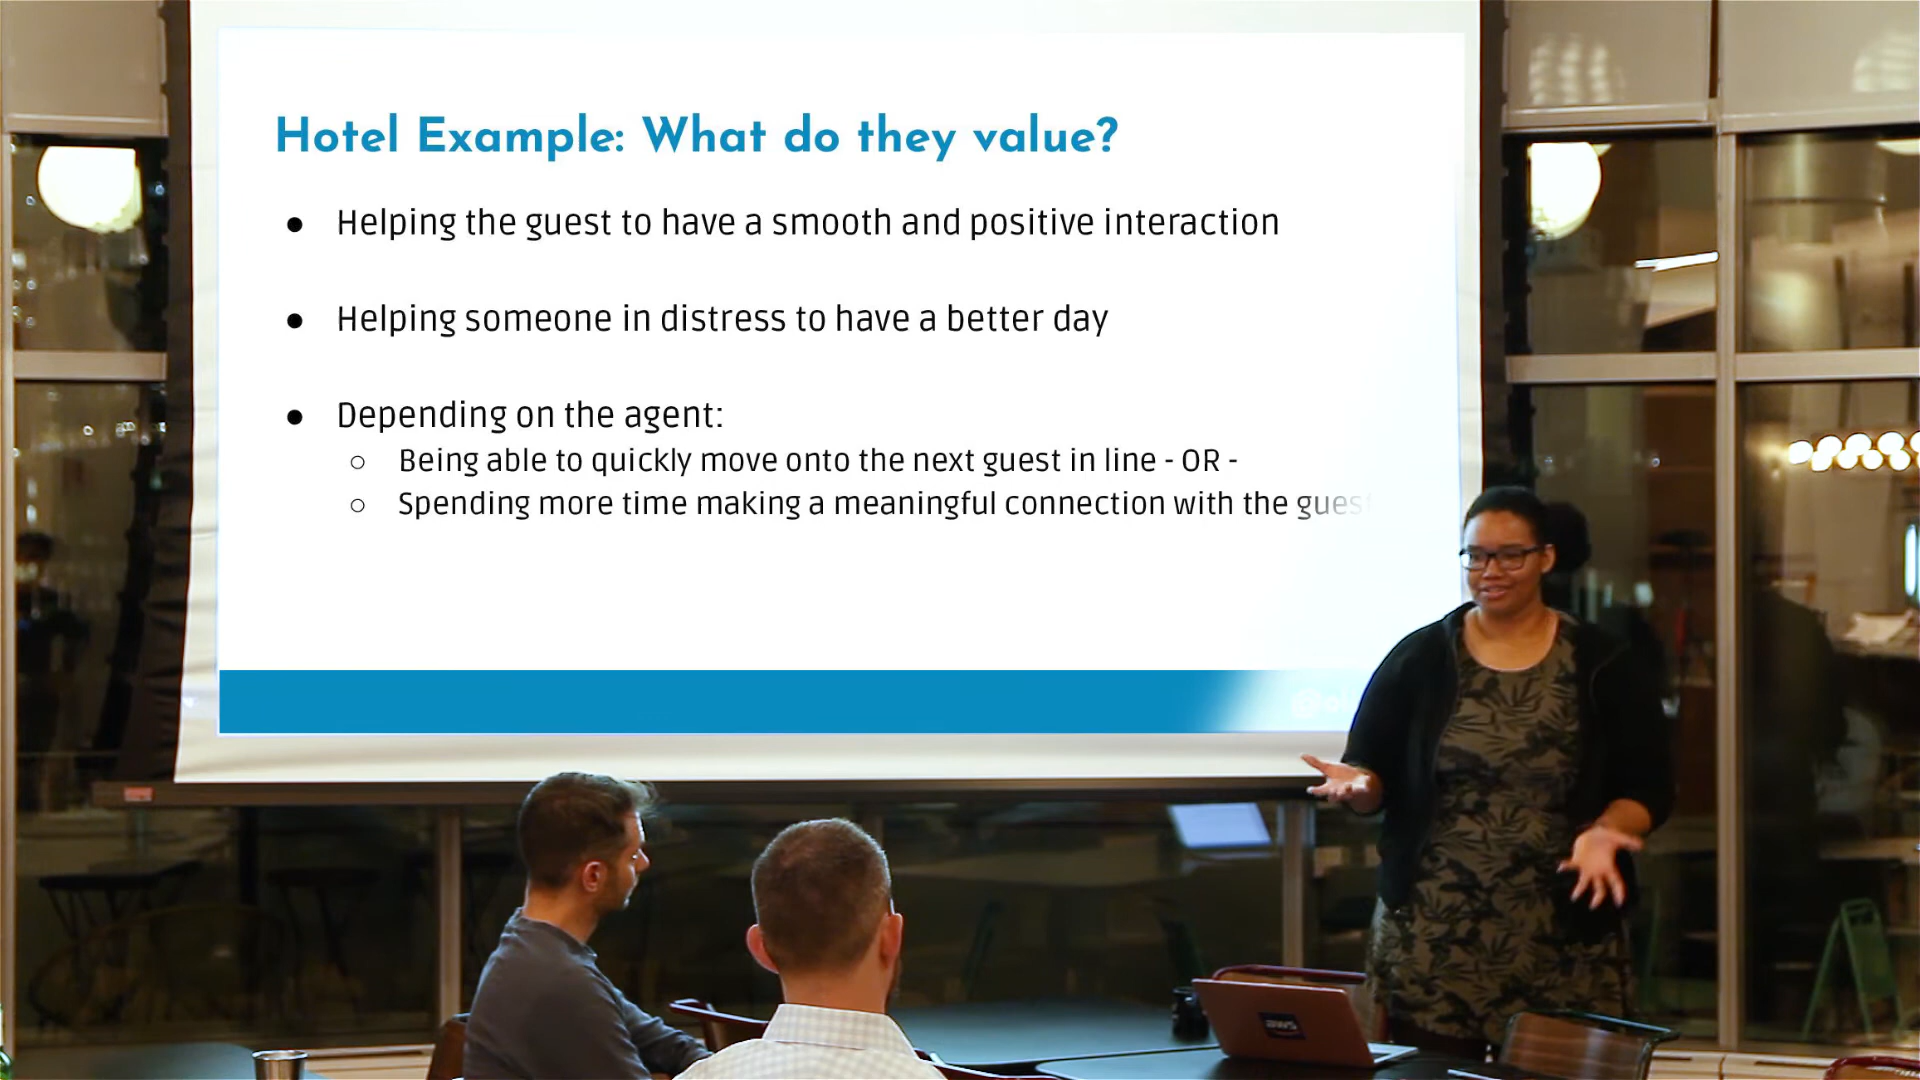 Hotel Example: What do they value?
● Helping the guest to have a smooth and positive interaction
● Helping someone in distress to have a better day
● Depending on the agent:
○ Being able to quickly move onto the next guest in line - OR -
○ Spending more time making a meaningful connection with the gues
aws